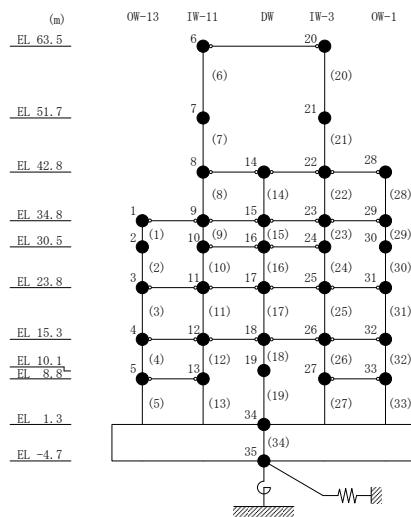 (m) OW-13 IW-11 DW IW-3 OW-1
EL 63.5 6 20
(6) (20)
EL 51.7 7 21
(7) (21)
EL 42.8 8 14 22 28
(8) (14) (22) (28)
EL 34.8 1 9 15 23 29
(1) (9) (15) (23) (29)
EL 30.5 2 10 16 24 30
(2) (10) (16) (24) (30)
EL 23.8 3 11 17 25 31
(3) (11) (17) (25) (31)
EL 15.3 4 12 18 26 32
(4) (12) (18) (26) (32)
EL 10.1 19
EL 8.8 5 13 27 33
(5) (13) (19) (27) (33)
EL 1.3 34
(34)
EL -4.7 35